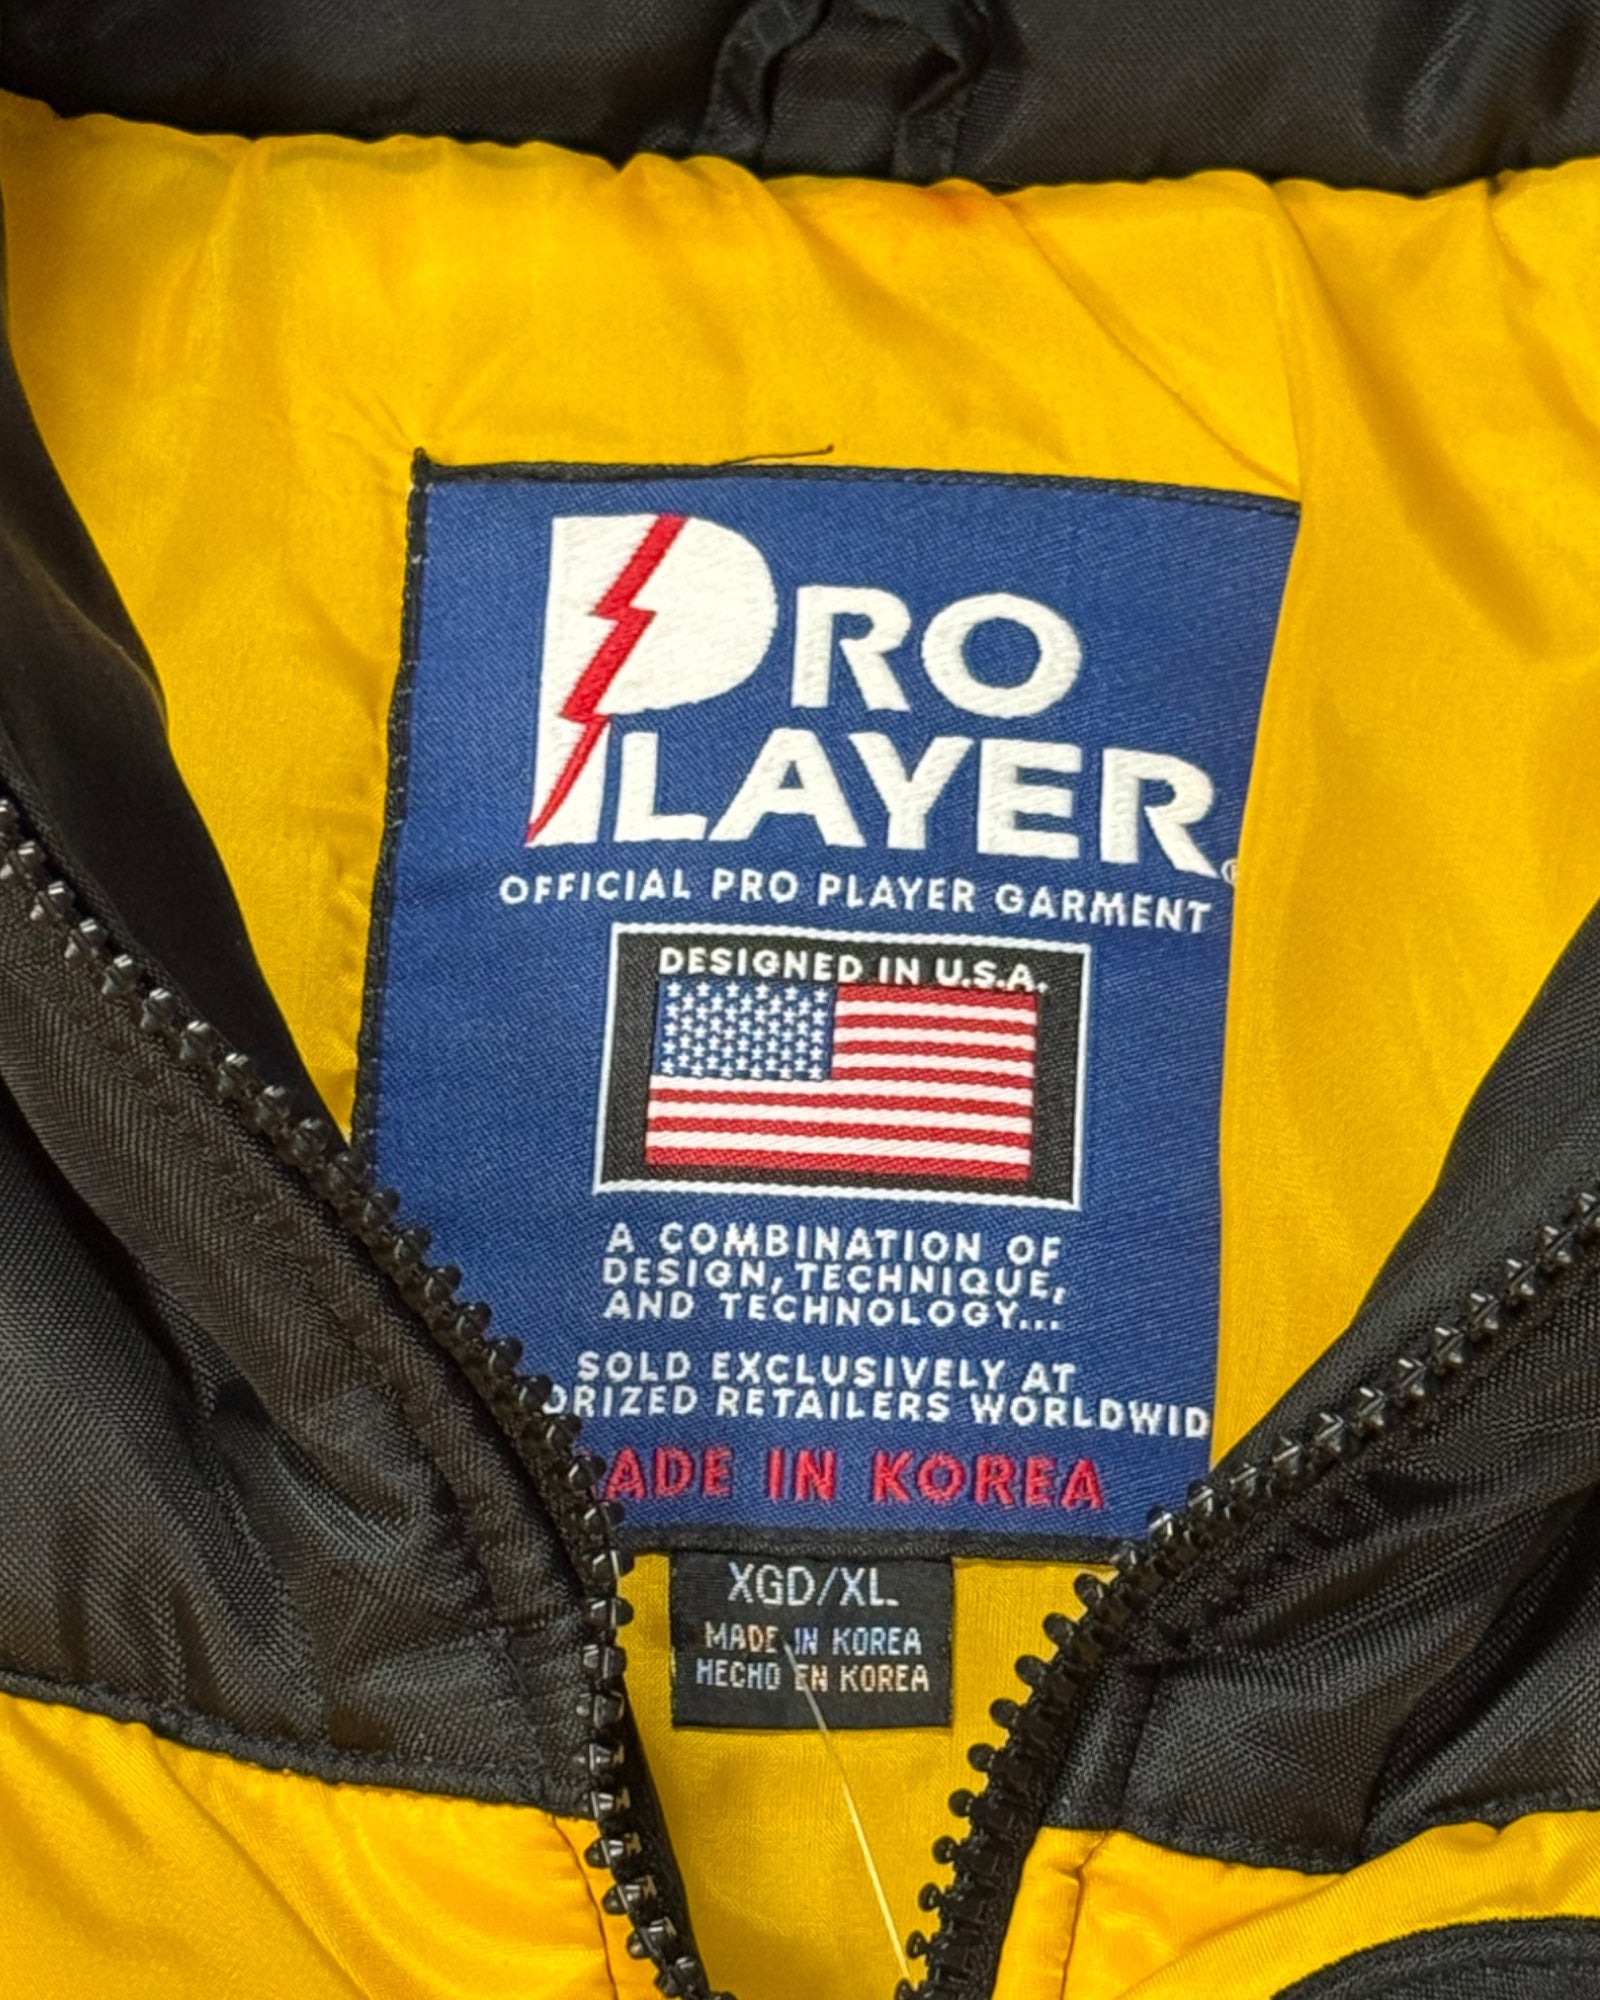 PRO
PLAYER®
OFFICIAL PRO PLAYER GARMENT
DESIGNED IN U.S.A.
A COMBINATION OF
DESIGN, TECHNIQUE,
AND TECHNOLOGY...
SOLD EXCLUSIVELY AT
ORIZED RETAILERS WORLDWID
ADE IN KOREA
XGD/XL
MADE IN KOREA
HECHO EN KOREA